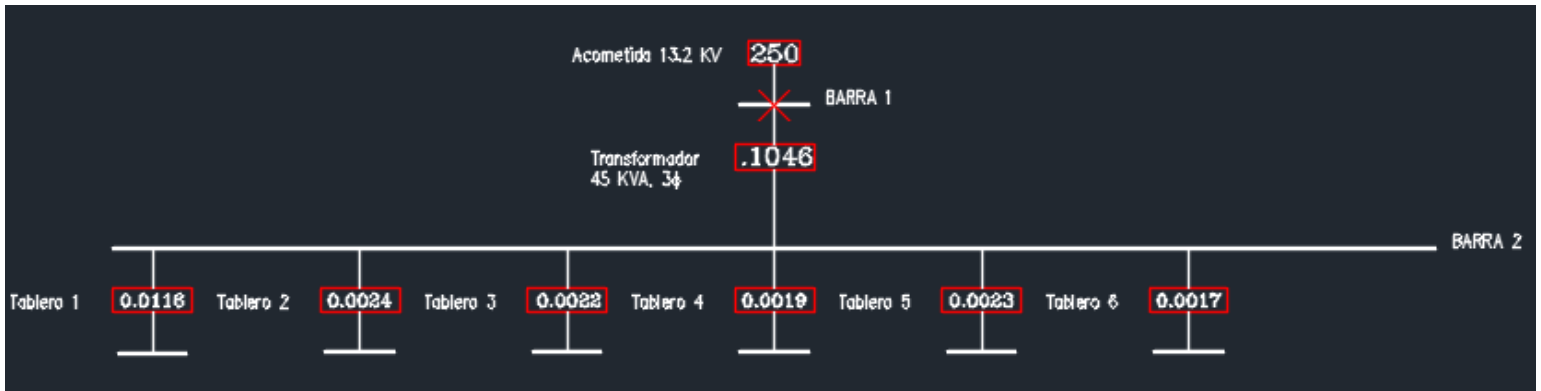 Acometida 13.2 KV 250
BARRA 1
Transformador .1046
45 KVA, 3ϕ
BARRA 2
Tablero 1 0.0116 Tablero 2 0.0024 Tablero 3 0.0022 Tablero 4 0.0019 Tablero 5 0.0023 Tablero 6 0.0017